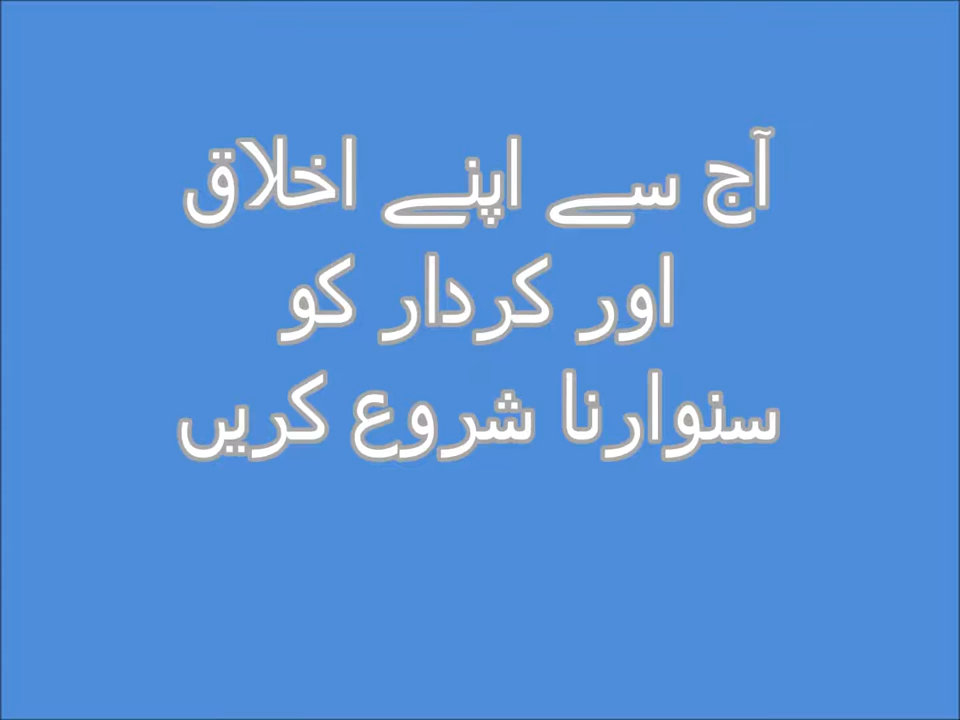 آج سے اپنے اخلاق
اور کردار کو
سنوارنا شروع کریں